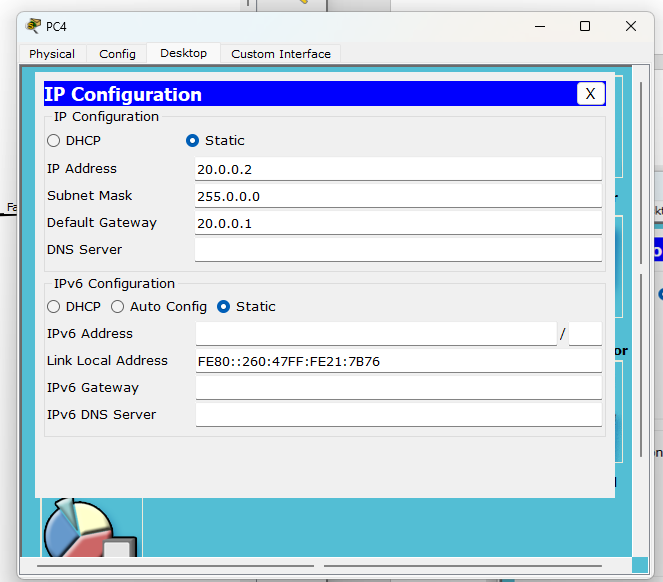 PC4
Physical Config Desktop Custom Interface
IP Configuration X
IP Configuration
DHCP Static
IP Address 20.0.0.2
Subnet Mask 255.0.0.0
Default Gateway 20.0.0.1
DNS Server
IPv6 Configuration
DHCP Auto Config Static
IPv6 Address /
Link Local Address FE80::260:47FF:FE21:7B76
IPv6 Gateway
IPv6 DNS Server
Fa
or